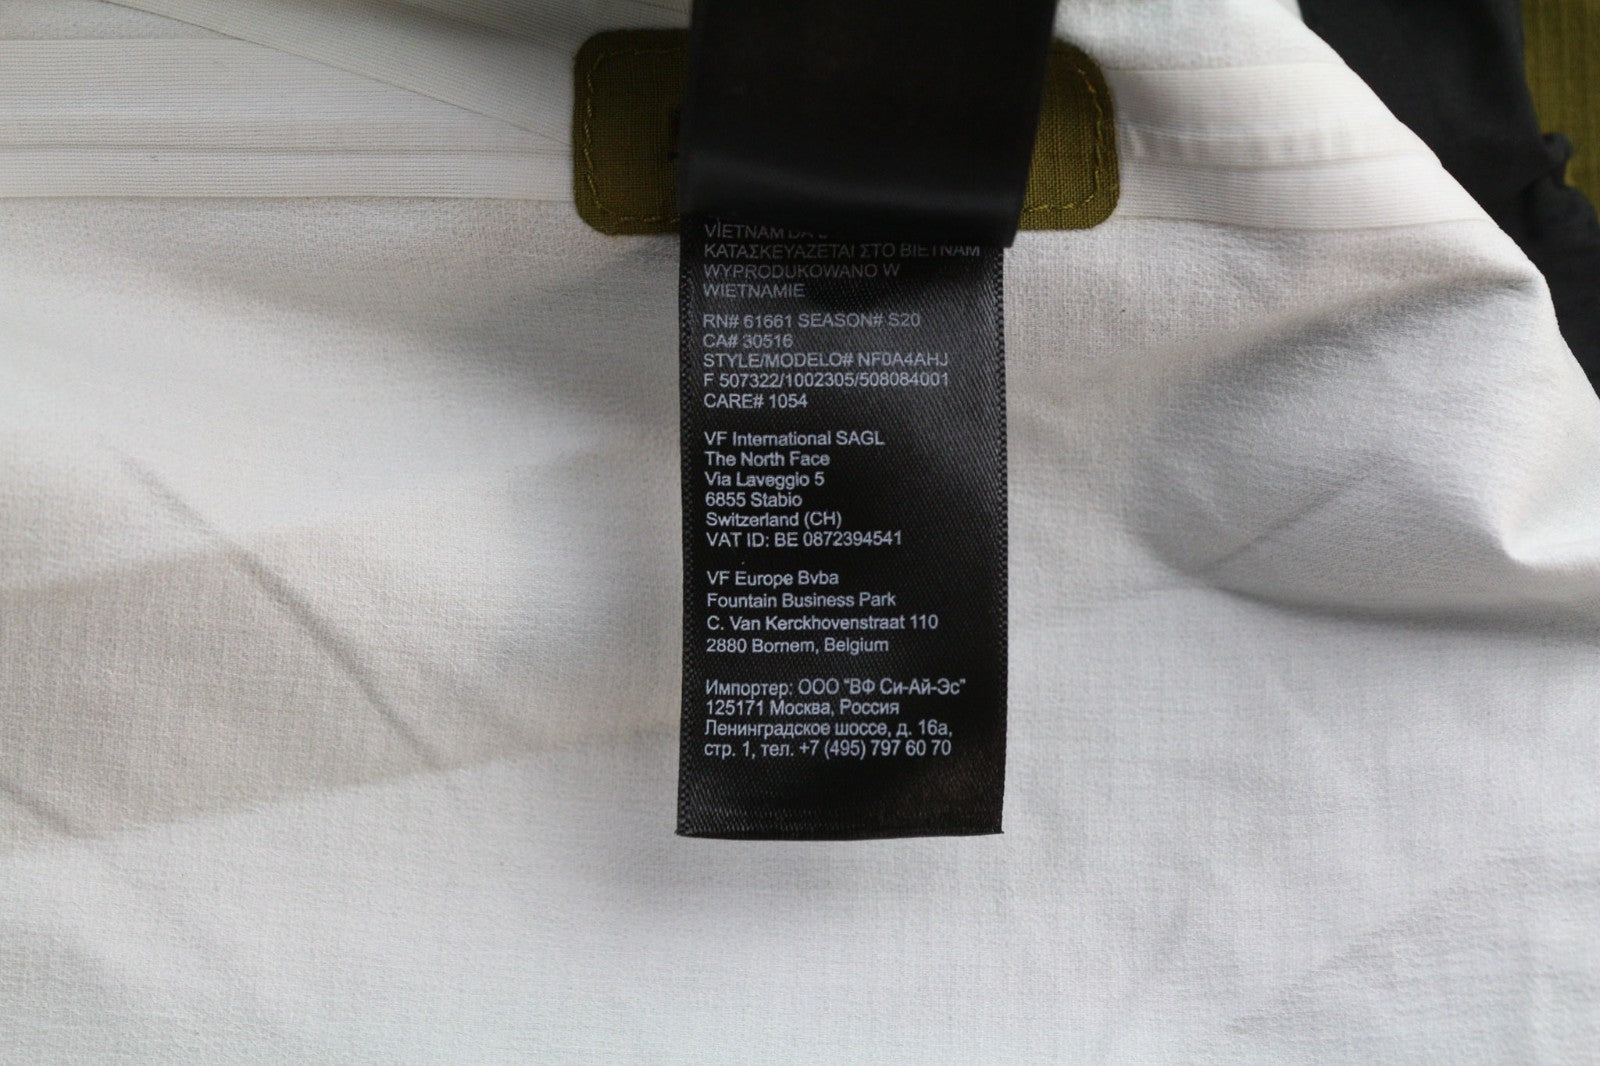 VİETNAM DA
ΚΑΤΑΣΚΕΥΑΖΕΤΑΙ ΣΤΟ ΒΙΕΤΝΑΜ
WYPRODUKOWANO W
WIETNAMIE
RN# 61661 SEASON# S20
CA# 30516
STYLE/MODELO# NF0A4AHJ
F 507322/1002305/508084001
CARE# 1054
VF International SAGL
The North Face
Via Laveggio 5
6855 Stabio
Switzerland (CH)
VAT ID: BE 0872394541
VF Europe Bvba
Fountain Business Park
C. Van Kerckhovenstraat 110
2880 Bornem, Belgium
Импортер: ООО "ВФ Си-Ай-Эс"
125171 Москва, Россия
Ленинградское шоссе, д. 16а,
стр. 1, тел. +7 (495) 797 60 70